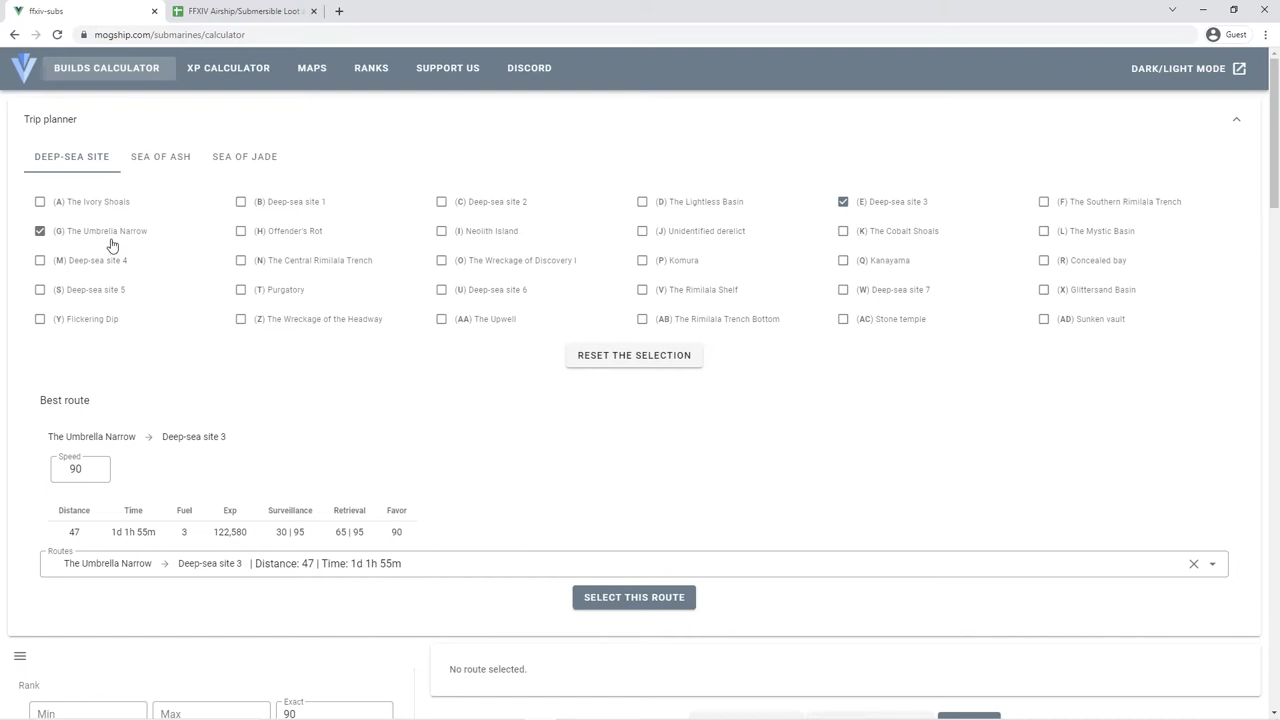 ffxiv-subs
FFXIV Airship/Submersible Loot
mogship.com/submarines/calculator
Guest
BUILDS CALCULATOR XP CALCULATOR MAPS RANKS SUPPORT US DISCORD DARK/LIGHT MODE
Trip planner
DEEP-SEA SITE SEA OF ASH SEA OF JADE
(A) The Ivory Shoals (B) Deep-sea site 1 (C) Deep-sea site 2 (D) The Lightless Basin (E) Deep-sea site 3 (F) The Southern Rimilala Trench
(G) The Umbrella Narrow (H) Offender's Rot (I) Neolith Island (J) Unidentified derelict (K) The Cobalt Shoals (L) The Mystic Basin
(M) Deep-sea site 4 (N) The Central Rimilala Trench (O) The Wreckage of Discovery I (P) Komura (Q) Kanayama (R) Concealed bay
(S) Deep-sea site 5 (T) Purgatory (U) Deep-sea site 6 (V) The Rimilala Shelf (W) Deep-sea site 7 (X) Glittersand Basin
(Y) Flickering Dip (Z) The Wreckage of the Headway (AA) The Upwell (AB) The Rimilala Trench Bottom (AC) Stone temple (AD) Sunken vault
RESET THE SELECTION
Best route
The Umbrella Narrow → Deep-sea site 3
Speed
90
Distance Time Fuel Exp Surveillance Retrieval Favor
47 1d 1h 55m 3 122,580 30 | 95 65 | 95 90
Routes
The Umbrella Narrow → Deep-sea site 3 | Distance: 47 | Time: 1d 1h 55m
SELECT THIS ROUTE
No route selected.
Rank
Exact
Min Max 90